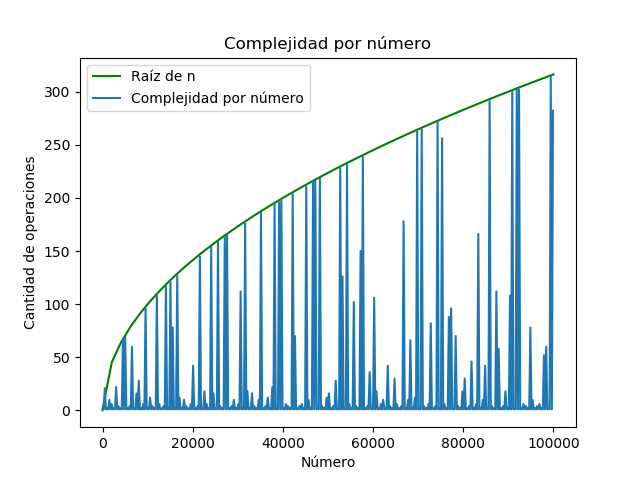 Complejidad por número
Raíz de n
Complejidad por número
Cantidad de operaciones
300
250
200
150
100
50
0
0 20000 40000 60000 80000 100000
Número